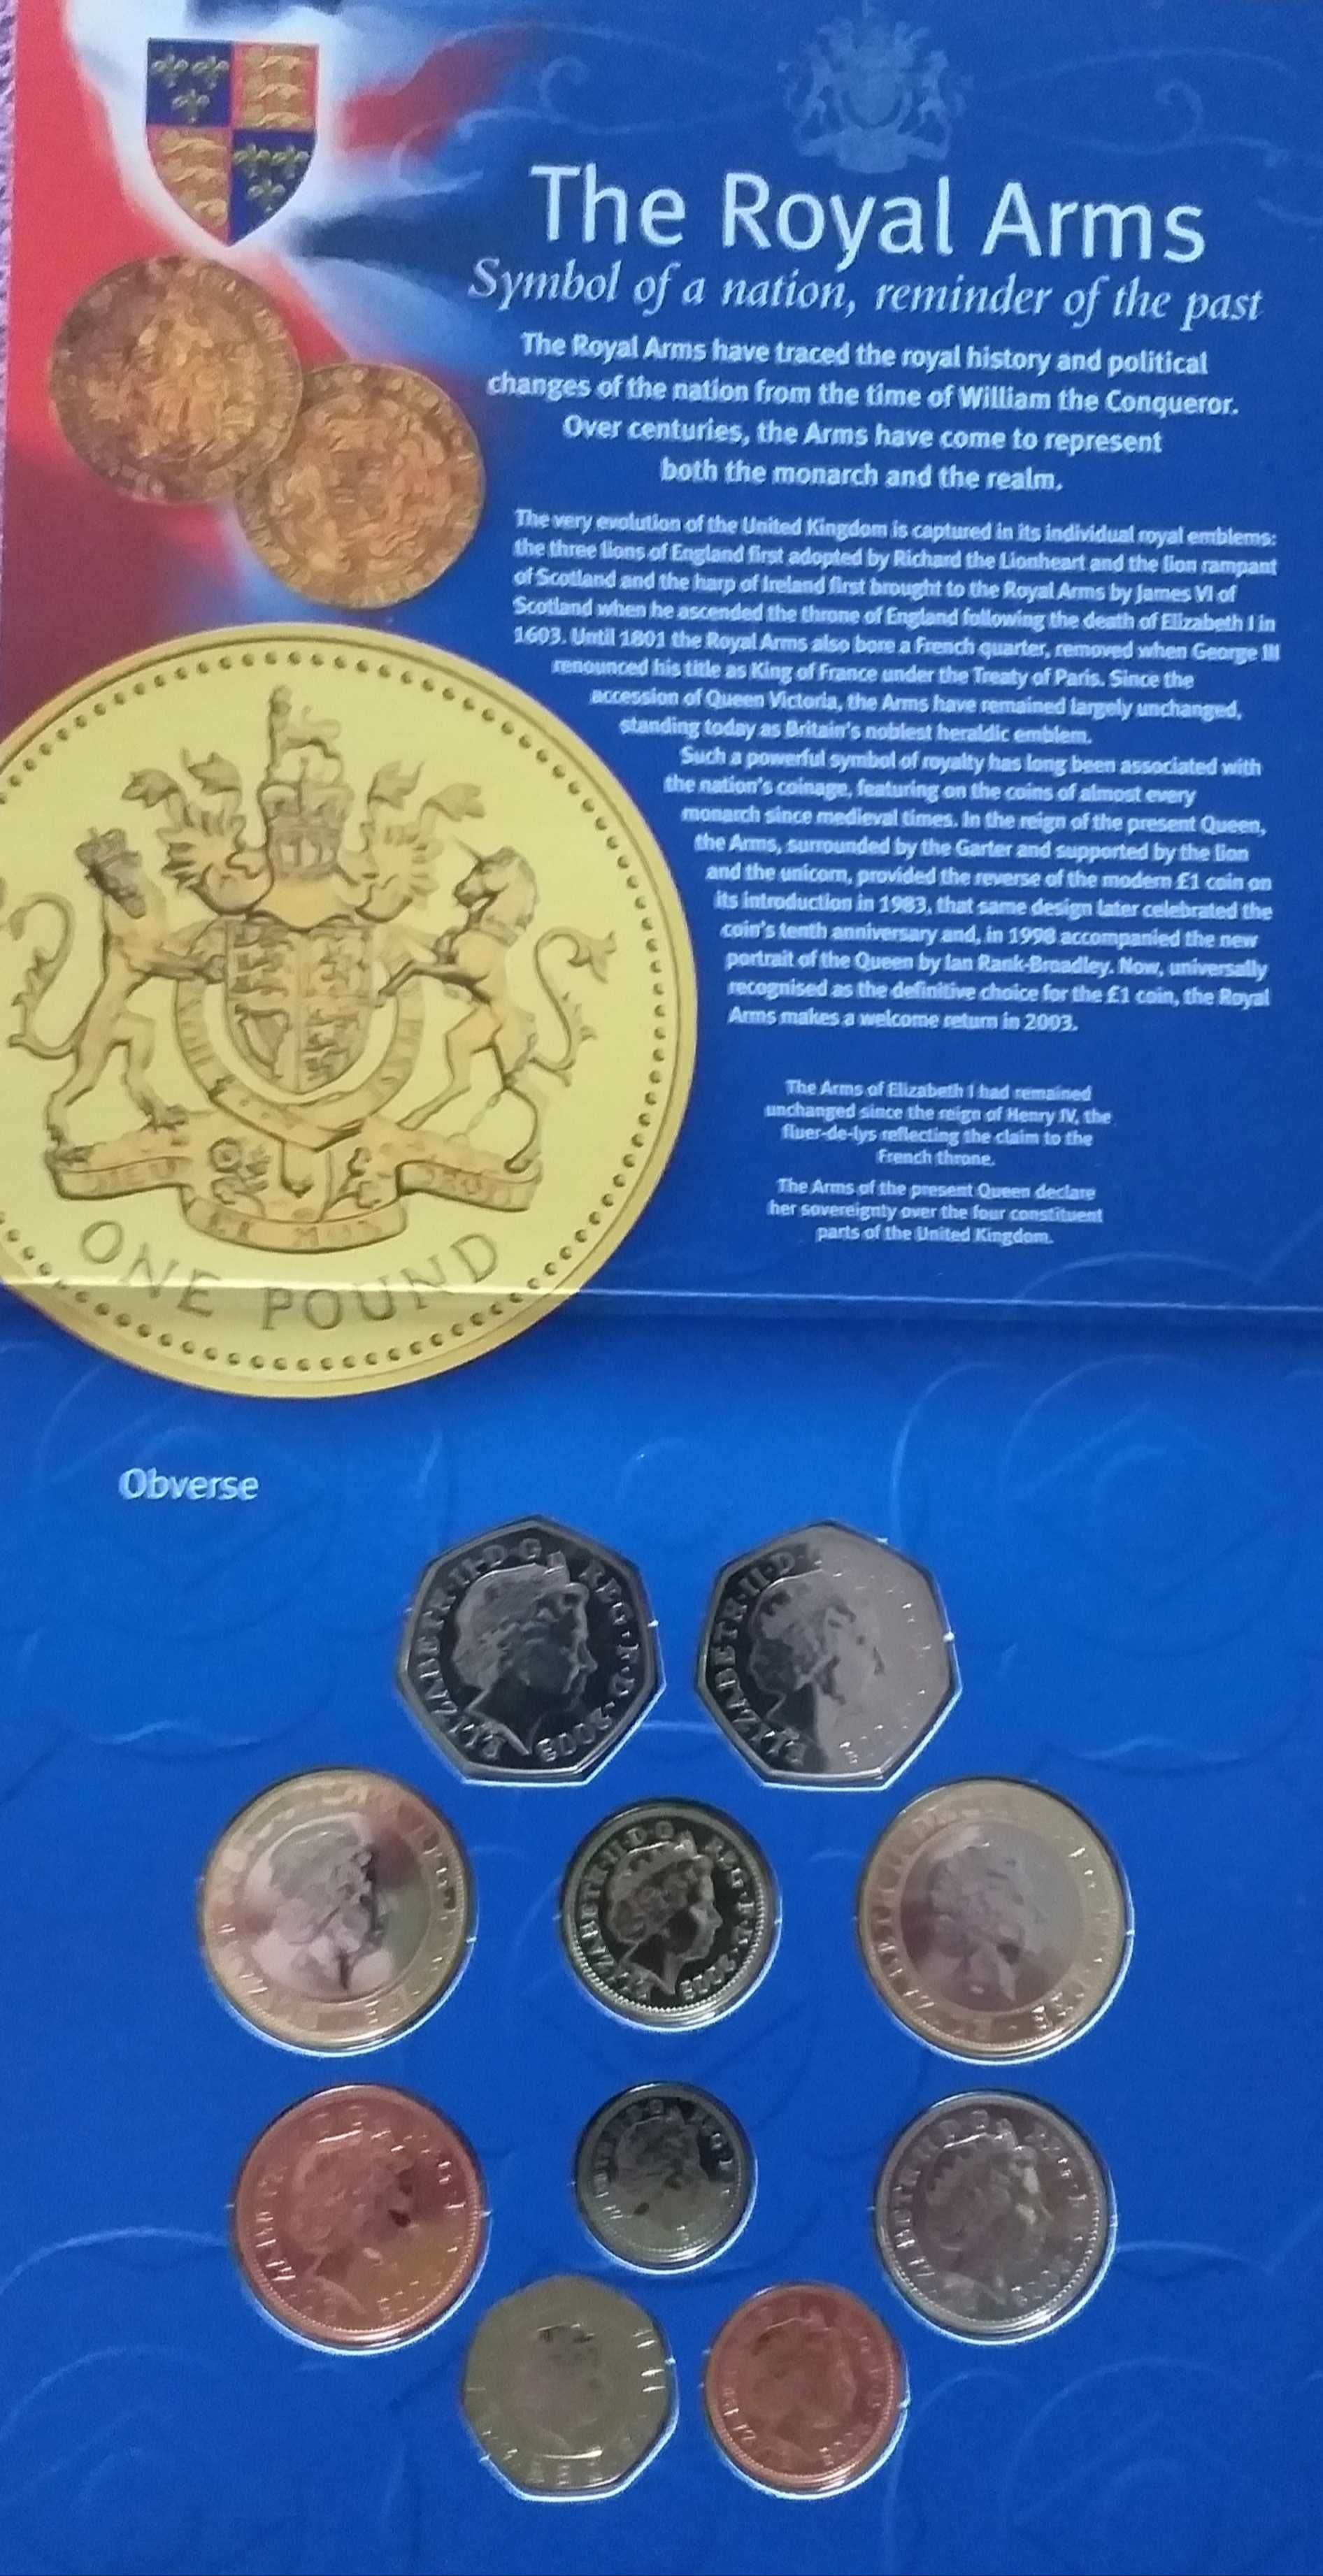 The Royal Arms
Symbol of a nation, reminder of the past
The Royal Arms have traced the royal history and political
changes of the nation from the time of William the Conqueror.
Over centuries, the Arms have come to represent
both the monarch and the realm.
The very evolution of the United Kingdom is captured in its individual royal emblems:
the three lions of England first adopted by Richard the Lionheart and the lion rampant
of Scotland and the harp of Ireland first brought to the Royal Arms by James VI of
Scotland when he ascended the throne of England following the death of Elizabeth I in
1603. Until 1801 the Royal Arms also bore a French quarter, removed when George III
renounced his title as King of France under the Treaty of Paris. Since the
accession of Queen Victoria, the Arms have remained largely unchanged,
standing today as Britain's noblest heraldic emblem.
Such a powerful symbol of royalty has long been associated with
the nation's coinage, featuring on the coins of almost every
monarch since medieval times. In the reign of the present Queen,
the Arms, surrounded by the Garter and supported by the lion
and the unicorn, provided the reverse of the modern £1 coin on
its introduction in 1983, that same design later celebrated the
coin's tenth anniversary and, in 1998 accompanied the new
portrait of the Queen by Ian Rank-Broadley. Now, universally
recognised as the definitive choice for the £1 coin, the Royal
Arms makes a welcome return in 2003.
The Arms of Elizabeth I had remained
unchanged since the reign of Henry IV, the
fluer-de-lys reflecting the claim to the
French throne.
The Arms of the present Queen declare
her sovereignty over the four constituent
parts of the United Kingdom.
ONE POUND
Obverse
ELIZABETH·II·D·G REG·F·D·2003
ELIZABETH·II·D
ELIZABETH·II·D·G REG·F·D·2003